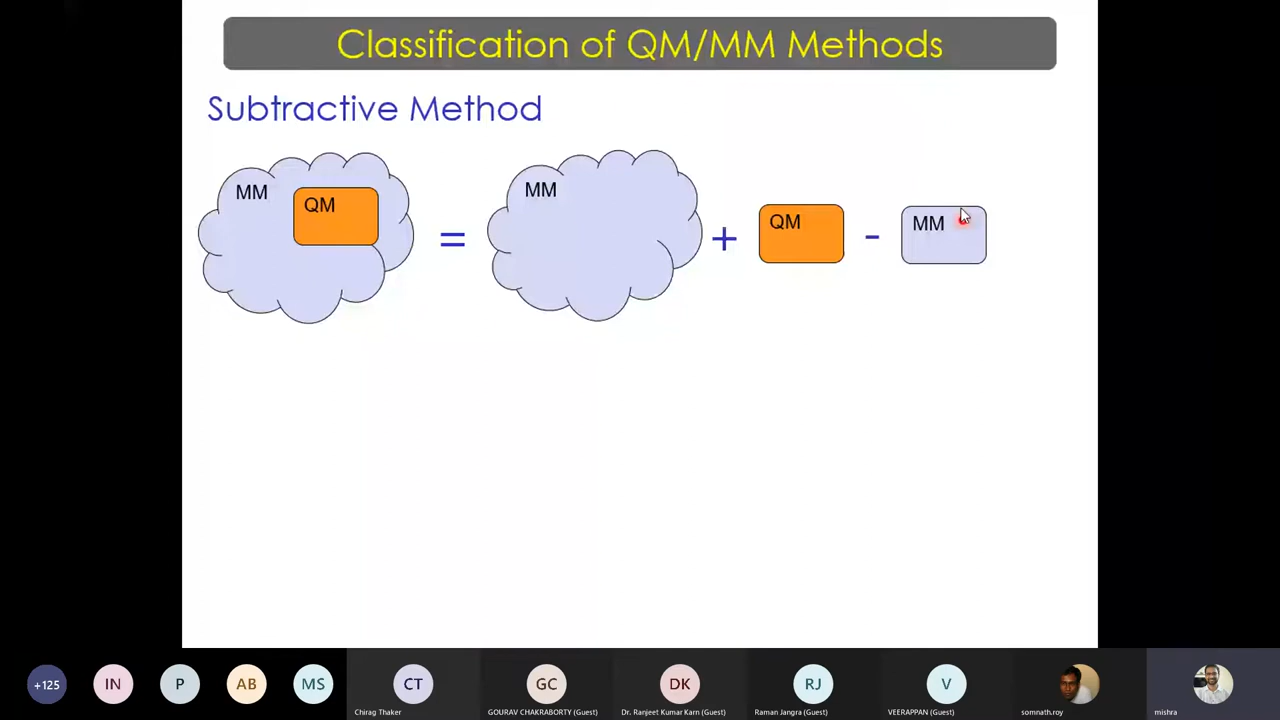 Classification of QM/MM Methods
Subtractive Method
MM
QM
=
MM
+
QM
-
MM
+125
IN
P
AB
MS
CT
GC
DK
RJ
V
Chirag Thaker
GOURAV CHAKRABORTY (Guest)
Dr. Ranjeet Kumar Karn (Guest)
Raman Jangra (Guest)
VEERAPPAN (Guest)
somnath.roy
mishra